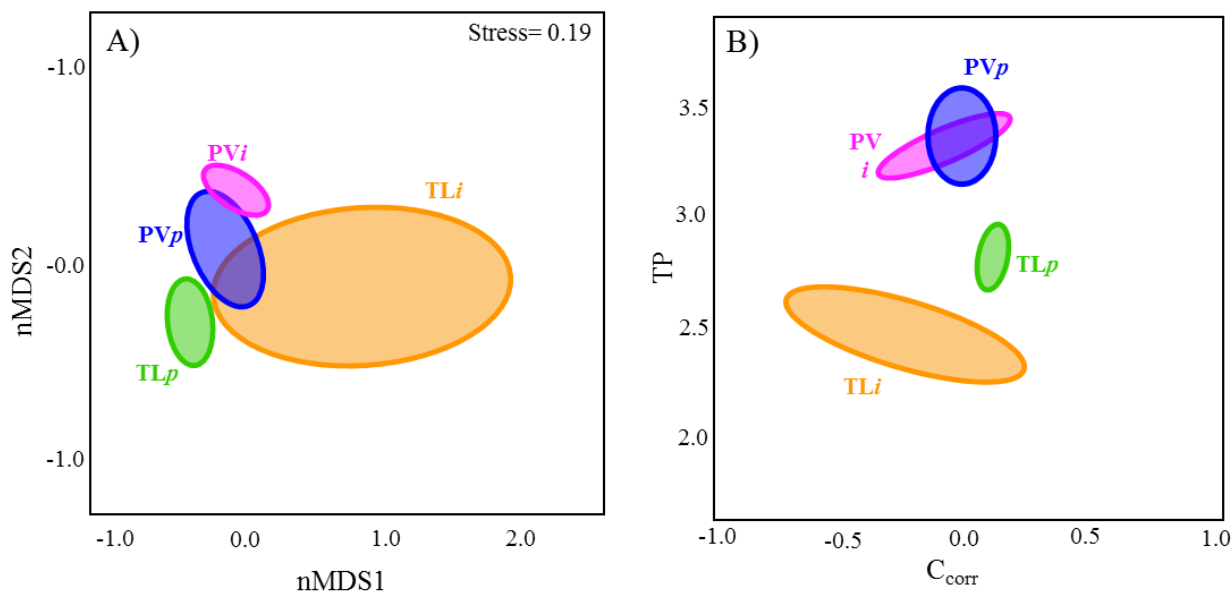 A)
Stress= 0.19
-1.0
-0.0
-1.0
nMDS2
PVi
PVp
TLi
TLp
-1.0 0.0 1.0 2.0
nMDS1
B)
3.5
3.0
2.5
2.0
TP
PVp
PV
i
TLp
TLi
-1.0 -0.5 0.0 0.5 1.0
Ccorr